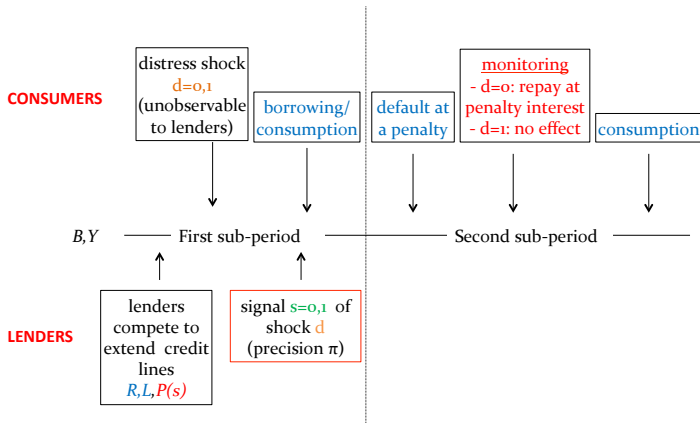 distress shock
d=0,1
(unobservable
to lenders)
CONSUMERS
borrowing/
consumption
default at
a penalty
monitoring
- d=0: repay at
penalty interest
- d=1: no effect
consumption
B,Y
First sub-period
Second sub-period
LENDERS
lenders
compete to
extend credit
lines
R,L,P(s)
signal s=0,1 of
shock d
(precision π)